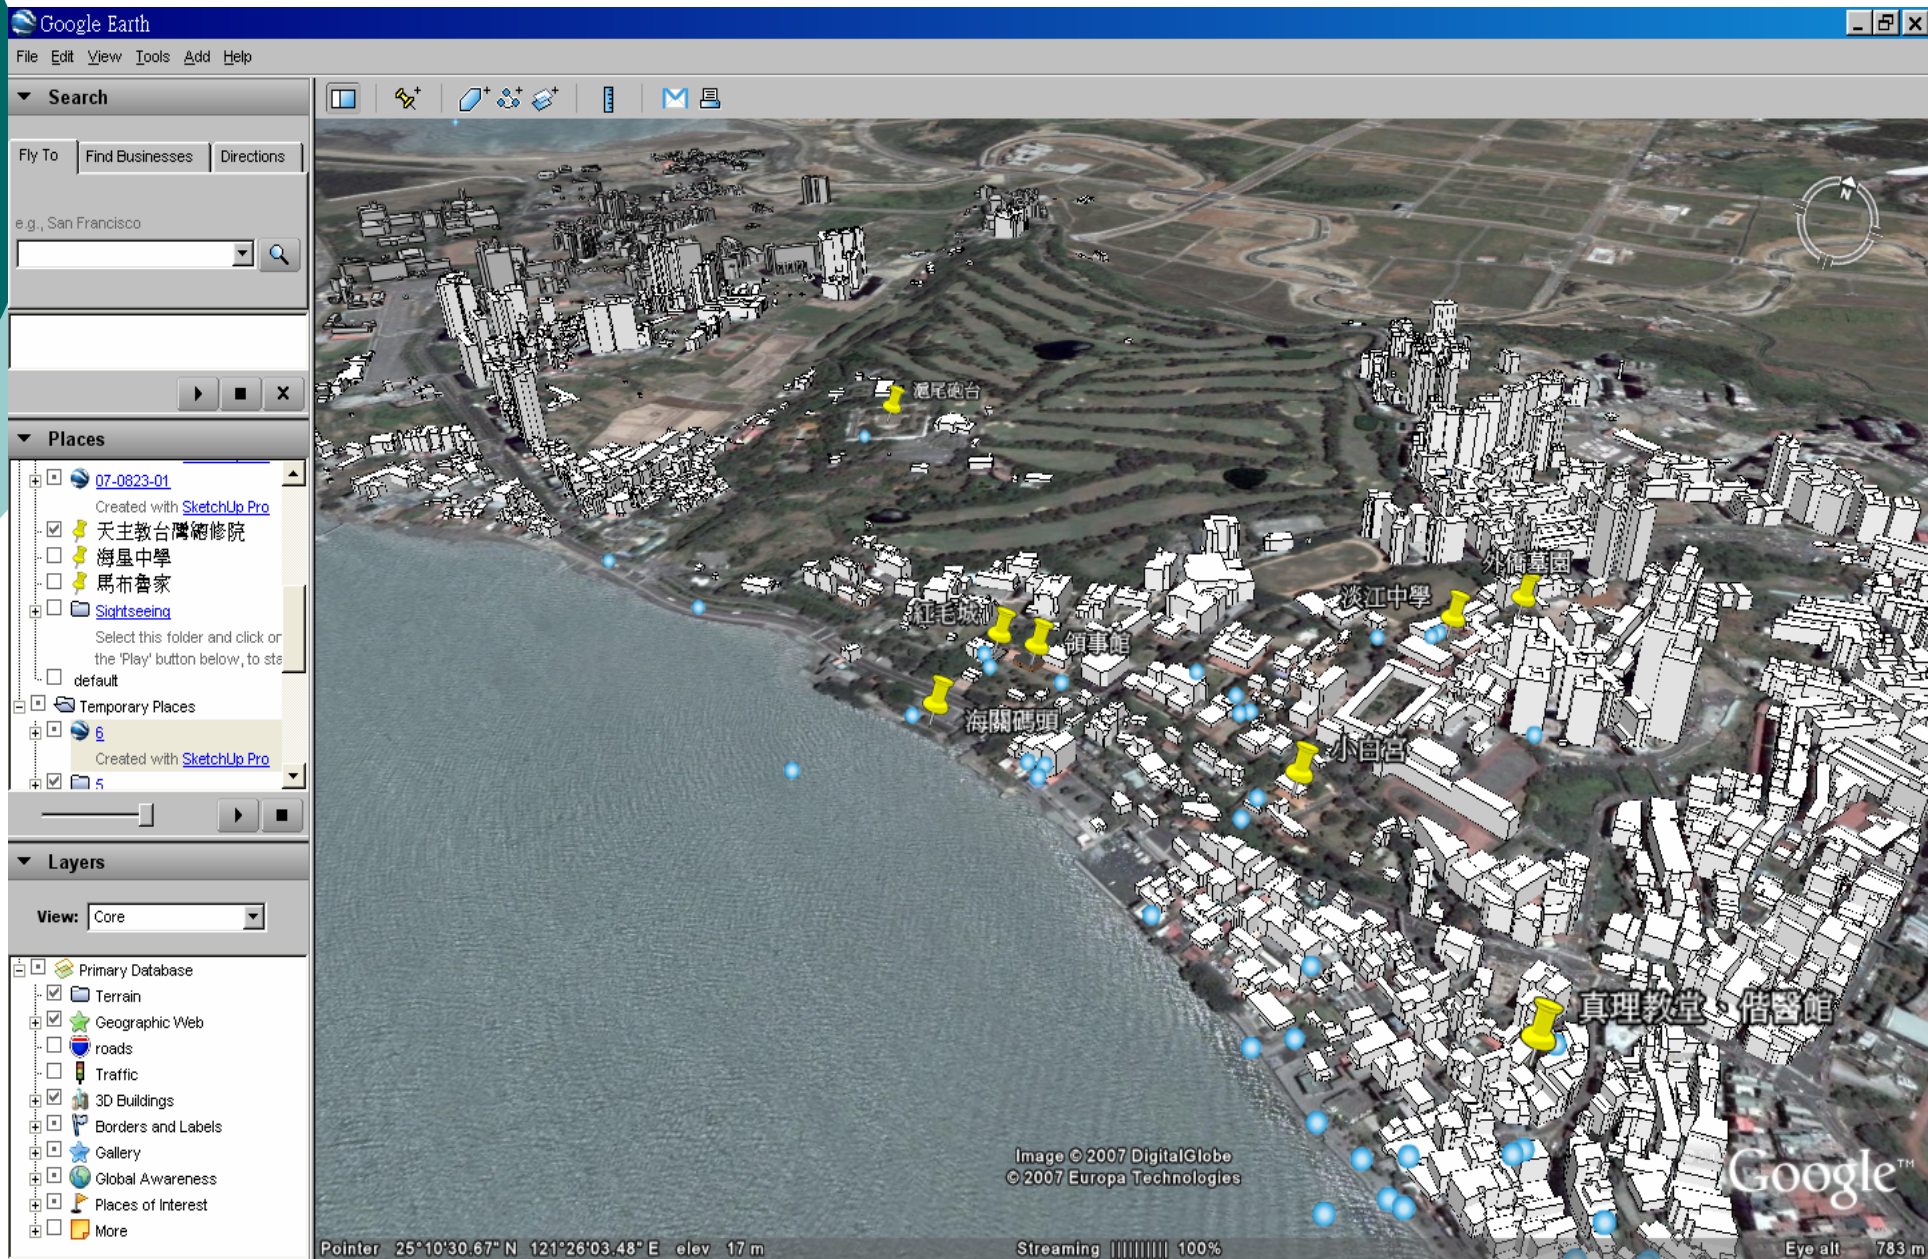 Google Earth
File Edit View Tools Add Help
Search
Fly To Find Businesses Directions
e.g., San Francisco
Places
07-0823-01
Created with SketchUp Pro
天主教台灣總修院
海星中學
馬布魯家
Sightseeing
Select this folder and click on
the 'Play' button below, to sta
default
Temporary Places
6
Created with SketchUp Pro
5
Layers
View: Core
Primary Database
Terrain
Geographic Web
roads
Traffic
3D Buildings
Borders and Labels
Gallery
Global Awareness
Places of Interest
More
N
滬尾砲台
外僑墓園
淡江中學
紅毛城
領事館
海關碼頭
小白宮
真理教堂、偕醫館
Image © 2007 DigitalGlobe
© 2007 Europa Technologies
Google™
Pointer 25°10'30.67" N 121°26'03.48" E elev 17 m Streaming |||||||||| 100% Eye alt 783 m